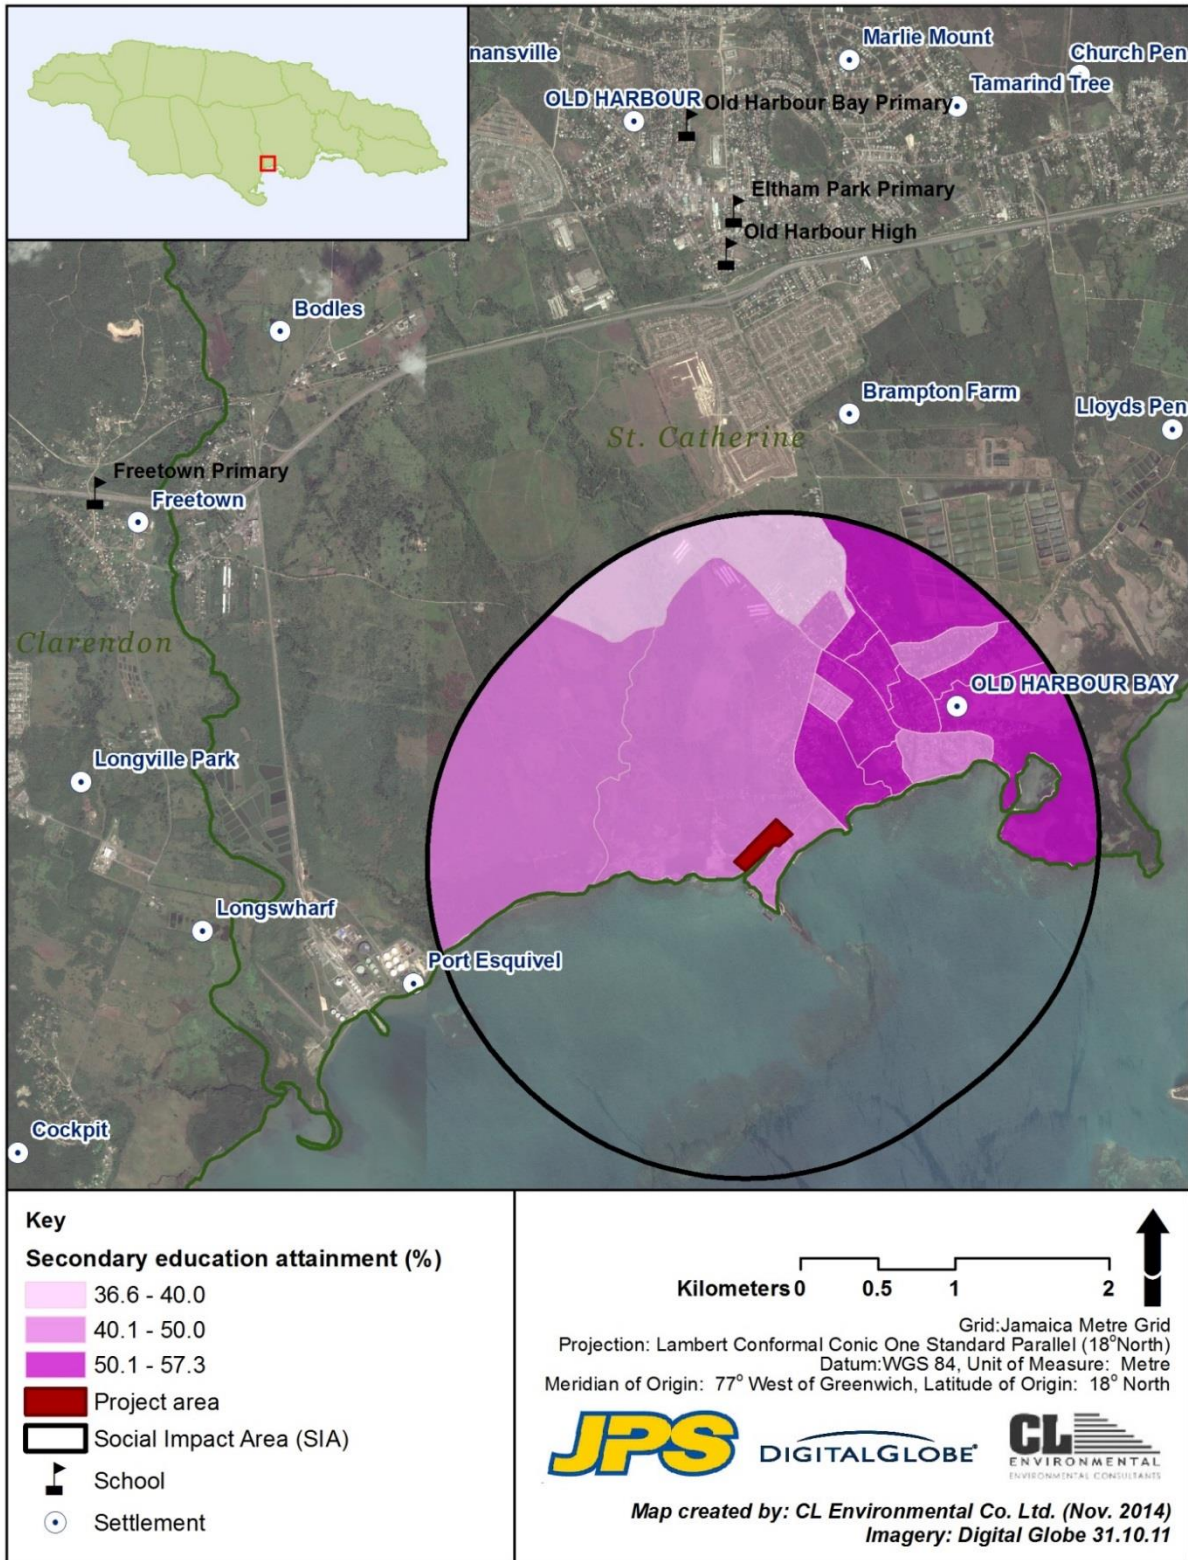 nansville
Marlie Mount
Church Pen
Tamarind Tree
OLD HARBOUR
Old Harbour Bay Primary
Eltham Park Primary
Old Harbour High
Bodles
Brampton Farm
Lloyds Pen
St. Catherine
Freetown Primary
Freetown
Clarendon
OLD HARBOUR BAY
Longville Park
Longswharf
Port Esquivel
Cockpit
Key
Secondary education attainment (%)
36.6 - 40.0
40.1 - 50.0
50.1 - 57.3
Project area
Social Impact Area (SIA)
School
Settlement
Kilometers 0 0.5 1 2
Grid:Jamaica Metre Grid
Projection: Lambert Conformal Conic One Standard Parallel (18°North)
Datum:WGS 84, Unit of Measure: Metre
Meridian of Origin: 77° West of Greenwich, Latitude of Origin: 18° North
JPS
DIGITALGLOBE
CL
ENVIRONMENTAL
ENVIRONMENTAL CONSULTANTS
Map created by: CL Environmental Co. Ltd. (Nov. 2014)
Imagery: Digital Globe 31.10.11